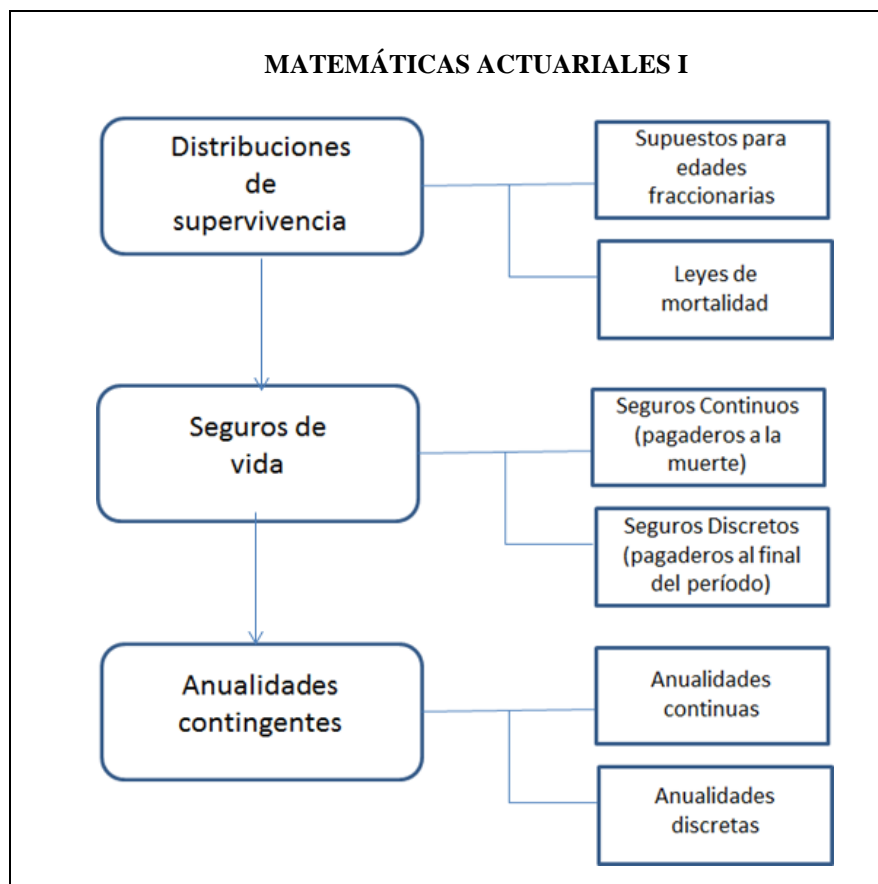 MATEMÁTICAS ACTUARIALES I
Distribuciones
de
supervivencia
Supuestos para
edades
fraccionarias
Leyes de
mortalidad
Seguros de
vida
Seguros Continuos
(pagaderos a la
muerte)
Seguros Discretos
(pagaderos al final
del período)
Anualidades
contingentes
Anualidades
continuas
Anualidades
discretas